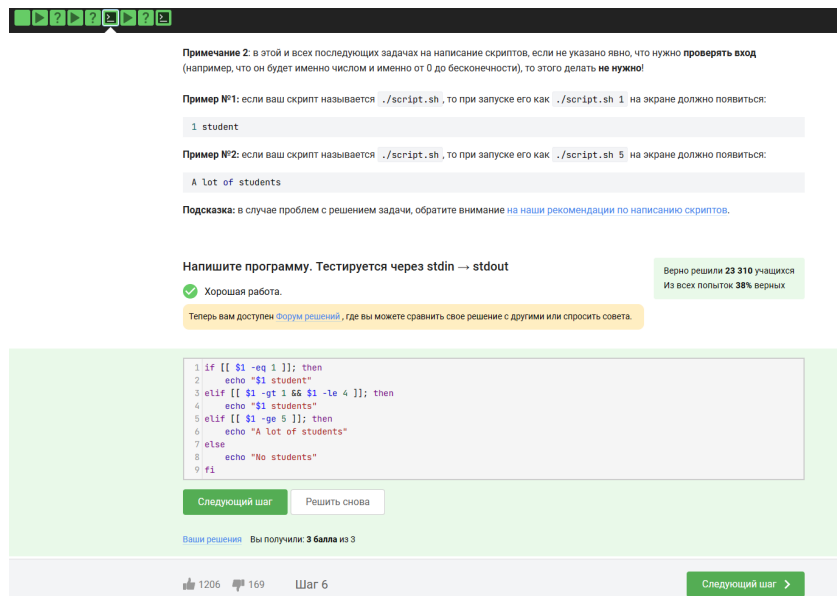 Примечание 2: в этой и всех последующих задачах на написание скриптов, если не указано явно, что нужно проверять вход
(например, что он будет именно числом и именно от 0 до бесконечности), то этого делать не нужно!
Пример №1: если ваш скрипт называется ./script.sh , то при запуске его как ./script.sh 1 на экране должно появиться:
1 student
Пример №2: если ваш скрипт называется ./script.sh , то при запуске его как ./script.sh 5 на экране должно появиться:
A lot of students
Подсказка: в случае проблем с решением задачи, обратите внимание на наши рекомендации по написанию скриптов.
Напишите программу. Тестируется через stdin → stdout
Верно решили 23 310 учащихся
Из всех попыток 38% верных
Хорошая работа.
Теперь вам доступен Форум решений , где вы можете сравнить свое решение с другими или спросить совета.
1 if [[ $1 -eq 1 ]]; then
2 echo "$1 student"
3 elif [[ $1 -gt 1 && $1 -le 4 ]]; then
4 echo "$1 students"
5 elif [[ $1 -ge 5 ]]; then
6 echo "A lot of students"
7 else
8 echo "No students"
9 fi
Следующий шаг Решить снова
Ваши решения Вы получили: 3 балла из 3
1206 169 Шаг 6 Следующий шаг